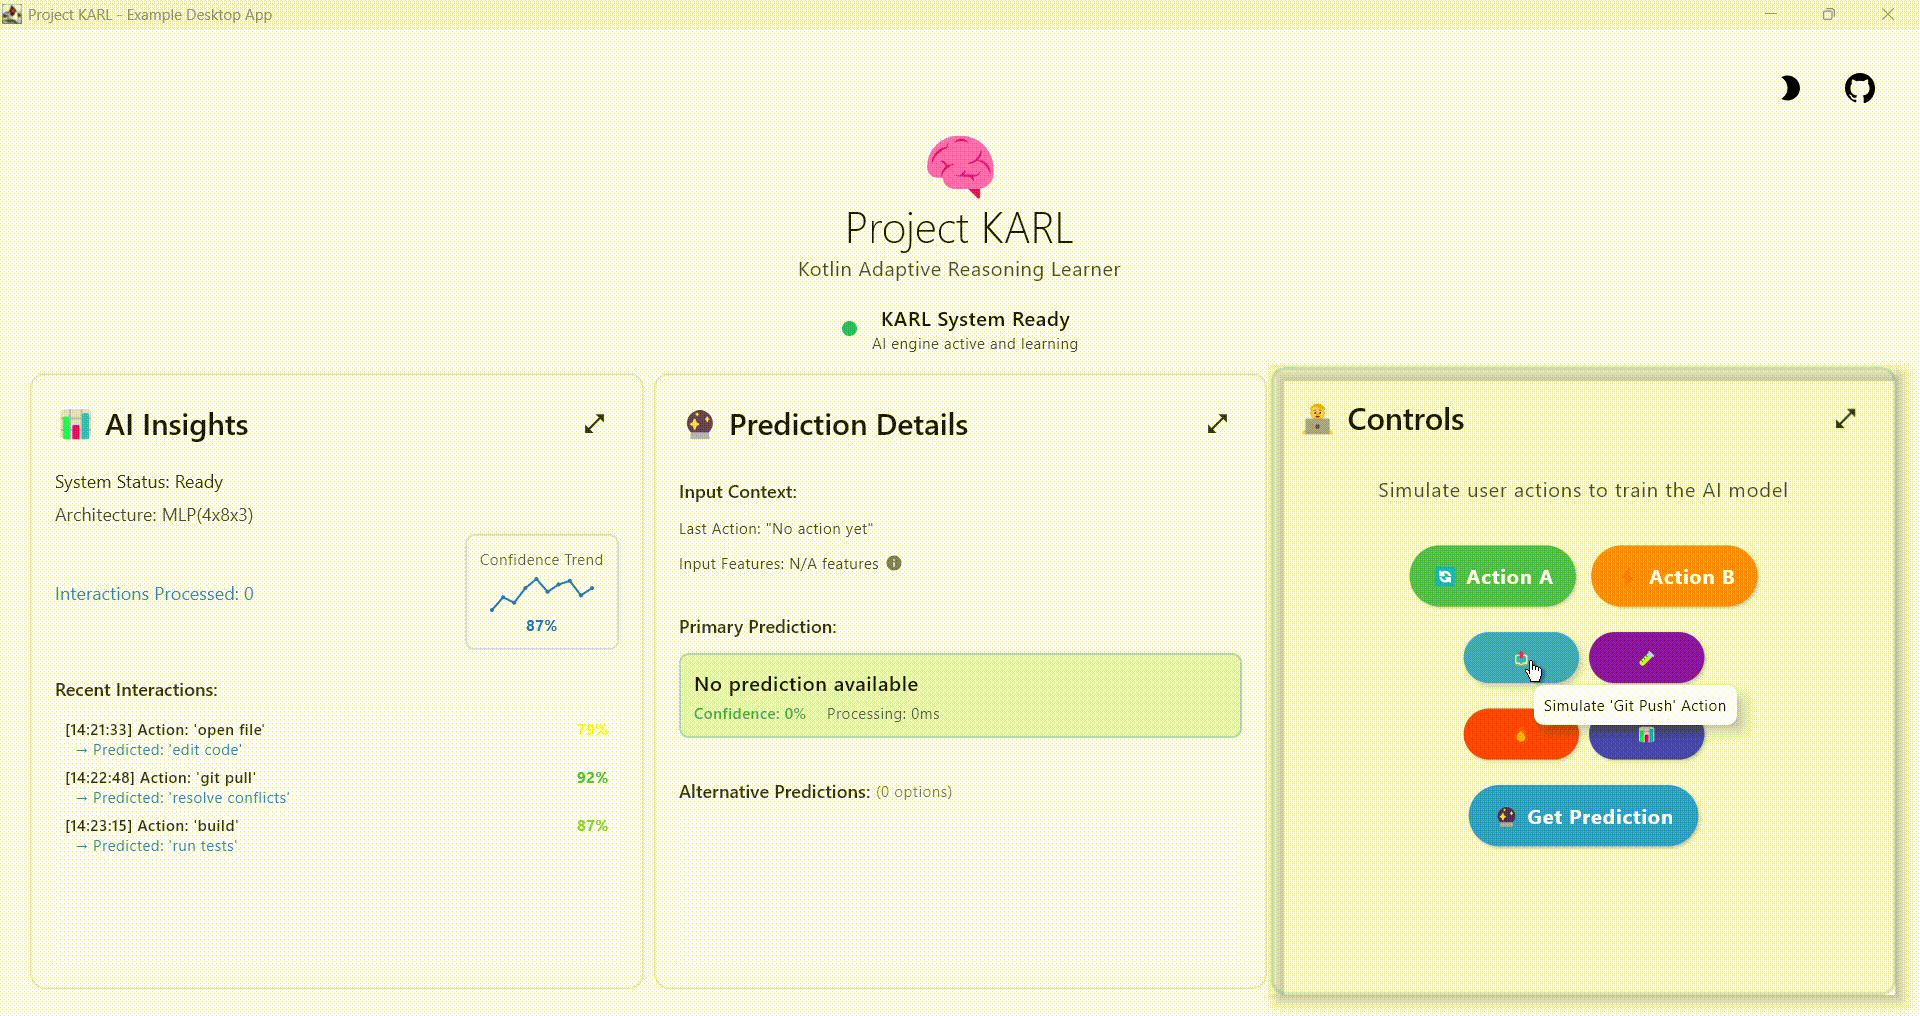 Project KARL - Example Desktop App
Project KARL
Kotlin Adaptive Reasoning Learner
KARL System Ready
AI engine active and learning
AI Insights
System Status: Ready
Architecture: MLP(4x8x3)
Confidence Trend
Interactions Processed: 0
87%
Recent Interactions:
[14:21:33] Action: 'open file' 79%
→ Predicted: 'edit code'
[14:22:48] Action: 'git pull' 92%
→ Predicted: 'resolve conflicts'
[14:23:15] Action: 'build' 87%
→ Predicted: 'run tests'
Prediction Details
Input Context:
Last Action: "No action yet"
Input Features: N/A features
Primary Prediction:
No prediction available
Confidence: 0% Processing: 0ms
Alternative Predictions: (0 options)
Controls
Simulate user actions to train the AI model
Action A
Action B
Simulate 'Git Push' Action
Get Prediction